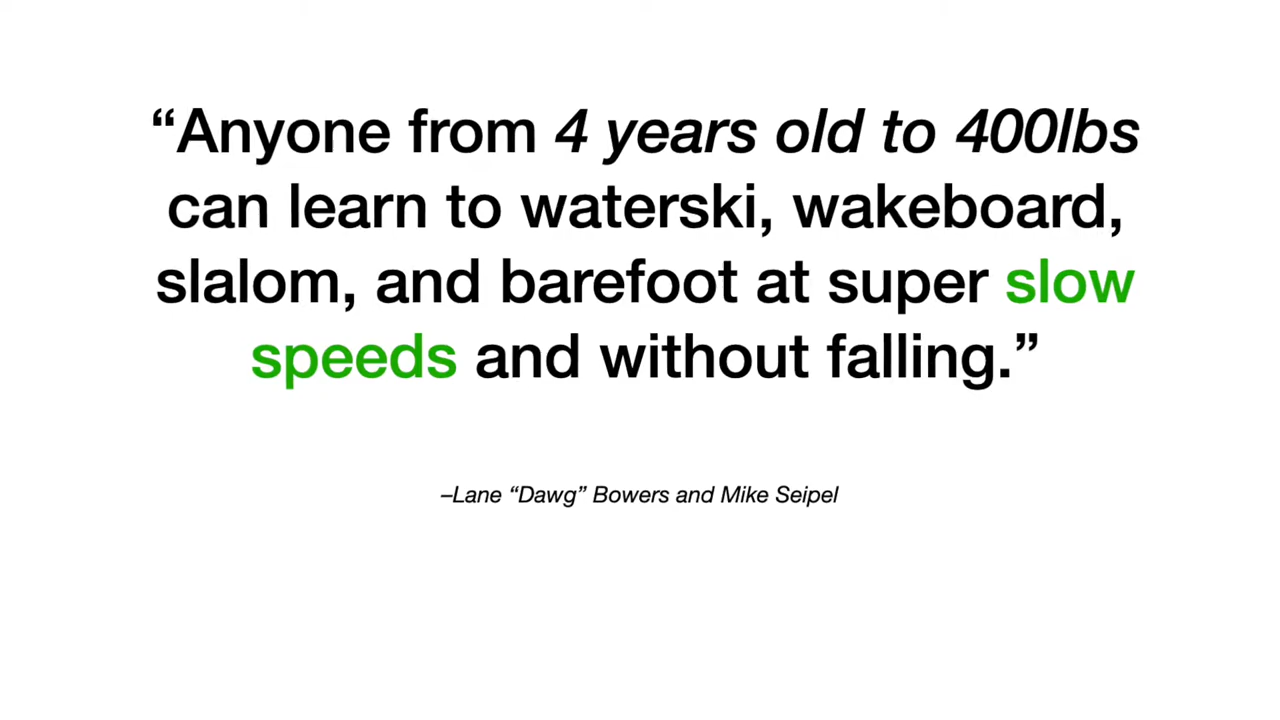 “Anyone from 4 years old to 400lbs
can learn to waterski, wakeboard,
slalom, and barefoot at super slow
speeds and without falling.”
–Lane “Dawg” Bowers and Mike Seipel